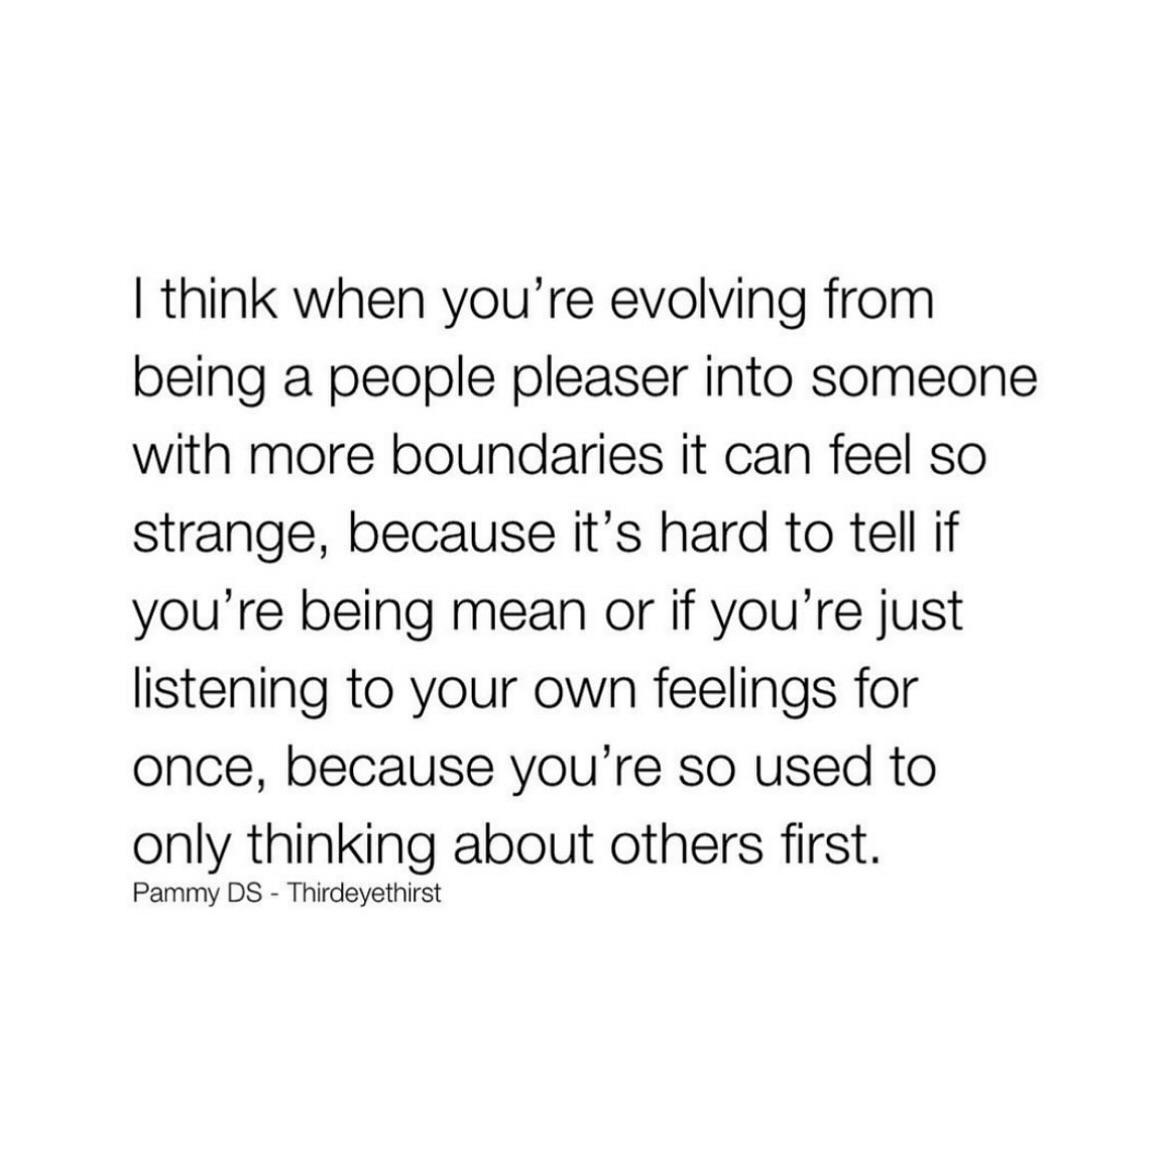 I think when you’re evolving from
being a people pleaser into someone
with more boundaries it can feel so
strange, because it’s hard to tell if
you’re being mean or if you’re just
listening to your own feelings for
once, because you’re so used to
only thinking about others first.
Pammy DS - Thirdeyethirst